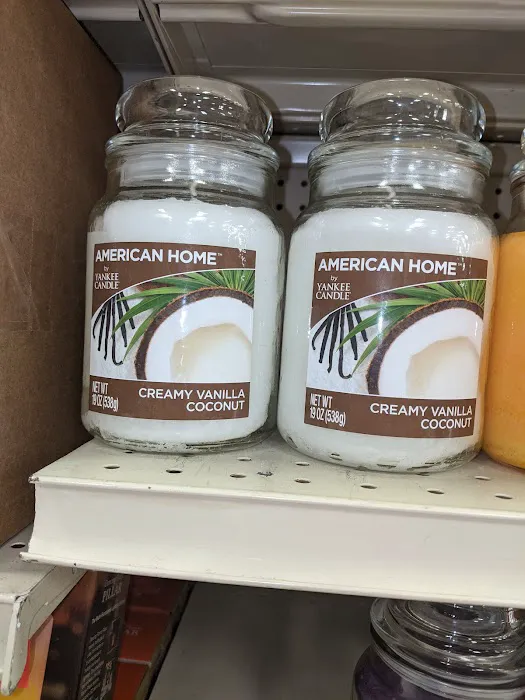 AMERICAN HOME™
by
YANKEE
CANDLE
NET WT
19 OZ (538g)
CREAMY VANILLA
COCONUT
AMERICAN HOME™
by
YANKEE
CANDLE
NET WT
19 OZ (538g)
CREAMY VANILLA
COCONUT
PILLAR